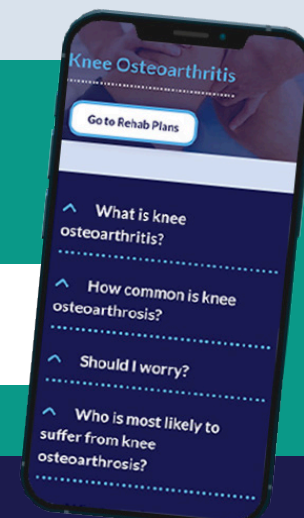 Knee Osteoarthritis
Go to Rehab Plans
What is knee
osteoarthritis?
How common is knee
osteoarthrosis?
Should I worry?
Who is most likely to
suffer from knee
osteoarthrosis?